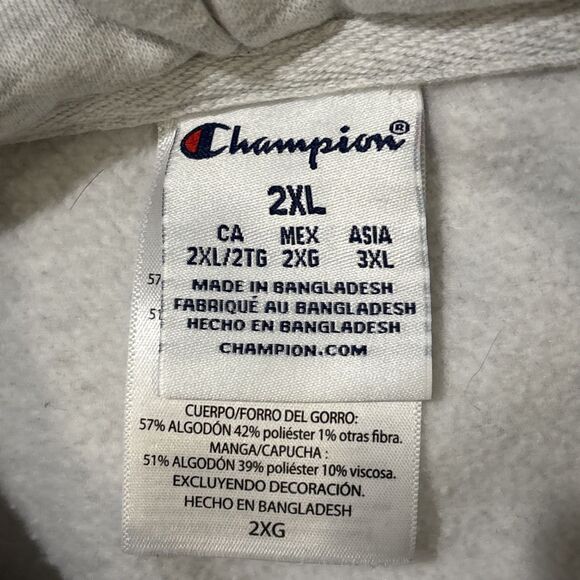 Champion®
2XL
CA MEX ASIA
2XL/2TG 2XG 3XL
MADE IN BANGLADESH
FABRIQUÉ AU BANGLADESH
HECHO EN BANGLADESH
CHAMPION.COM
57
51
CUERPO/FORRO DEL GORRO:
57% ALGODÓN 42% poliéster 1% otras fibra.
MANGA/CAPUCHA :
51% ALGODÓN 39% poliéster 10% viscosa.
EXCLUYENDO DECORACIÓN.
HECHO EN BANGLADESH
2XG